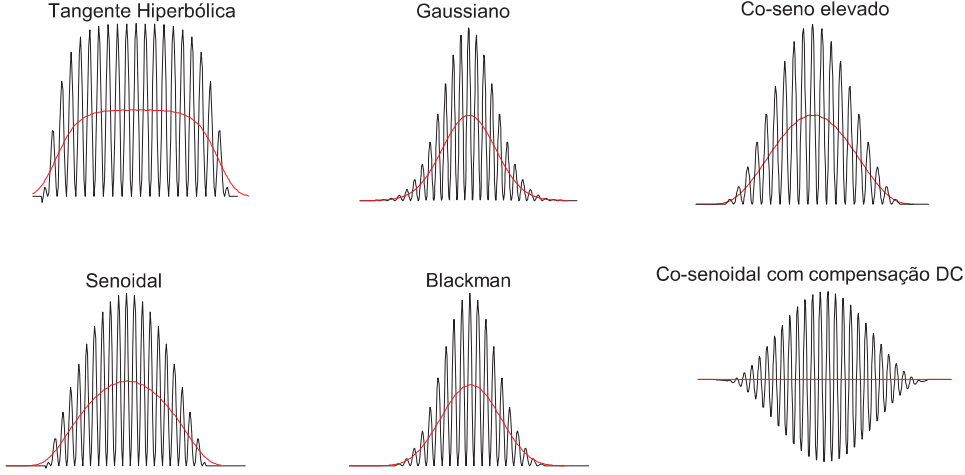 Tangente Hiperbólica
Gaussiano
Co-seno elevado
Senoidal
Blackman
Co-senoidal com compensação DC